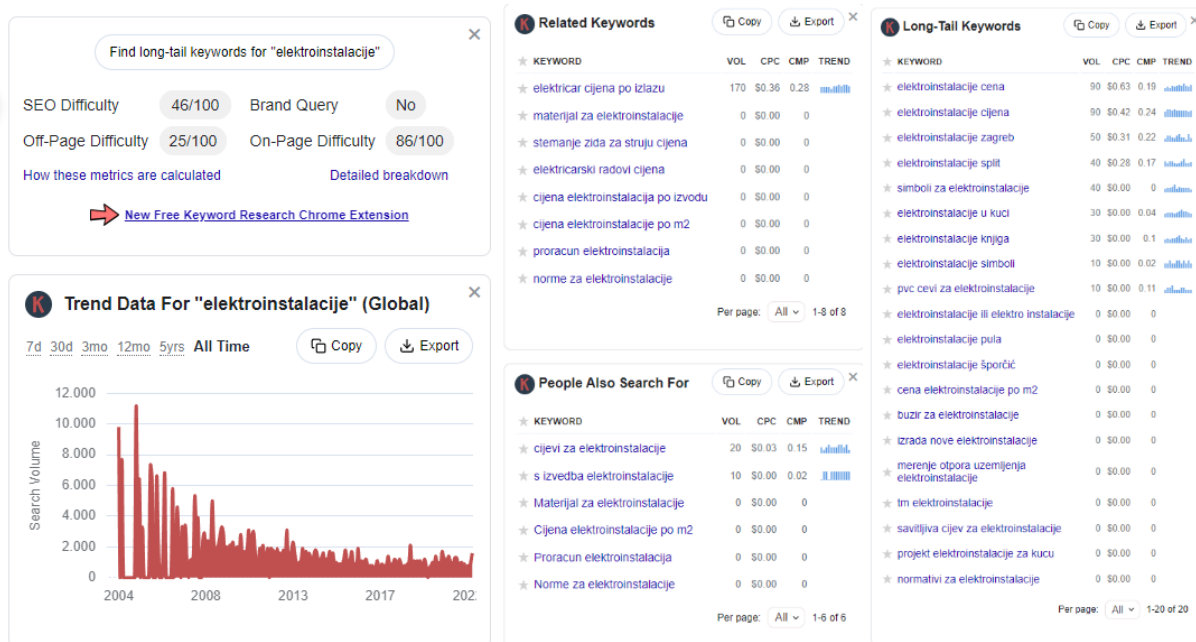 Find long-tail keywords for "elektroinstalacije"
SEO Difficulty 46/100 Brand Query No
Off-Page Difficulty 25/100 On-Page Difficulty 86/100
How these metrics are calculated Detailed breakdown
New Free Keyword Research Chrome Extension
K Trend Data For "elektroinstalacije" (Global)
7d 30d 3mo 12mo 5yrs All Time Copy Export
Search Volume
12.000
10.000
8.000
6.000
4.000
2.000
0
2004 2008 2013 2017 202
K Related Keywords Copy Export
KEYWORD VOL CPC CMP TREND
elektricar cijena po izlazu 170 $0.36 0.28
materijal za elektroinstalacije 0 $0.00 0
stemanje zida za struju cijena 0 $0.00 0
elektricarski radovi cijena 0 $0.00 0
cijena elektroinstalacija po izvodu 0 $0.00 0
cijena elektroinstalacije po m2 0 $0.00 0
proracun elektroinstalacija 0 $0.00 0
norme za elektroinstalacije 0 $0.00 0
Per page: All 1-8 of 8
K People Also Search For Copy Export
KEYWORD VOL CPC CMP TREND
cijevi za elektroinstalacije 20 $0.03 0.15
s izvedba elektroinstalacije 10 $0.00 0.02
Materijal za elektroinstalacije 0 $0.00 0
Cijena elektroinstalacije po m2 0 $0.00 0
Proracun elektroinstalacija 0 $0.00 0
Norme za elektroinstalacije 0 $0.00 0
Per page: All 1-6 of 6
K Long-Tail Keywords Copy Export
KEYWORD VOL CPC CMP TREND
elektroinstalacije cena 90 $0.63 0.19
elektroinstalacije cijena 90 $0.42 0.24
elektroinstalacije zagreb 50 $0.31 0.22
elektroinstalacije split 40 $0.28 0.17
simboli za elektroinstalacije 40 $0.00 0
elektroinstalacije u kuci 30 $0.00 0.04
elektroinstalacije knjiga 30 $0.00 0.1
elektroinstalacije simboli 10 $0.00 0.02
pvc cevi za elektroinstalacije 10 $0.00 0.11
elektroinstalacije ili elektro instalacije 0 $0.00 0
elektroinstalacije pula 0 $0.00 0
elektroinstalacije šporčić 0 $0.00 0
cena elektroinstalacije po m2 0 $0.00 0
buzir za elektroinstalacije 0 $0.00 0
izrada nove elektroinstalacije 0 $0.00 0
merenje otpora uzemljenja
elektroinstalacije 0 $0.00 0
tm elektroinstalacije 0 $0.00 0
savitljiva cijev za elektroinstalacije 0 $0.00 0
projekt elektroinstalacije za kucu 0 $0.00 0
normativi za elektroinstalacije 0 $0.00 0
Per page: All 1-20 of 20